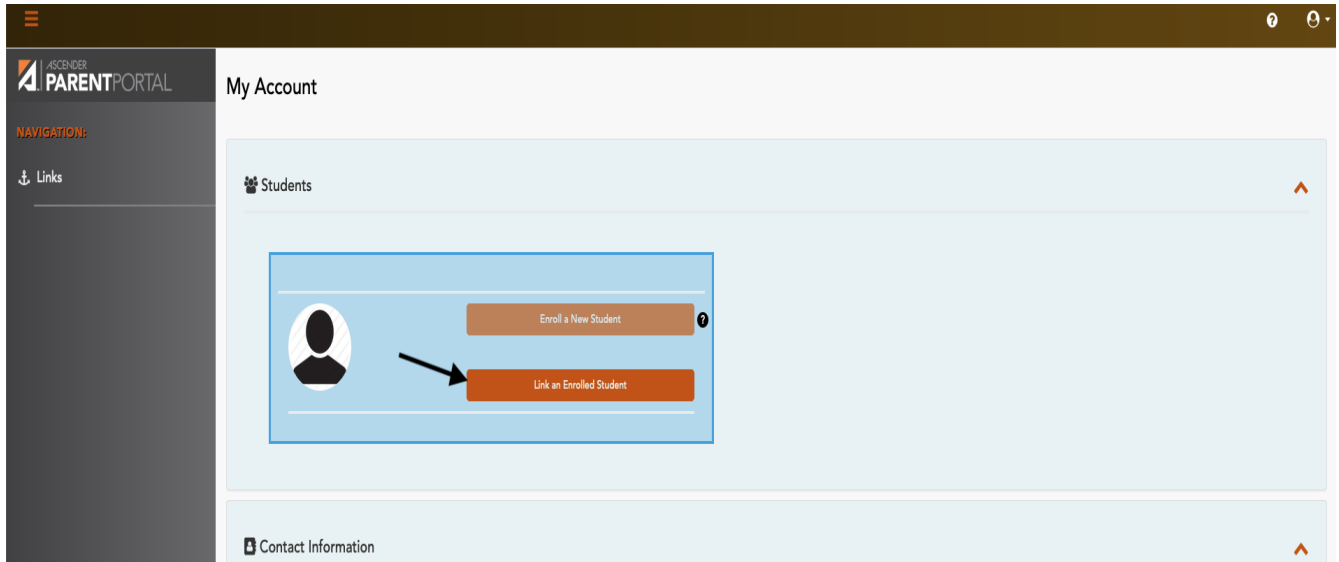 ASCENDER
PARENTPORTAL
My Account
NAVIGATION:
Links
Students
Enroll a New Student
?
Link an Enrolled Student
Contact Information